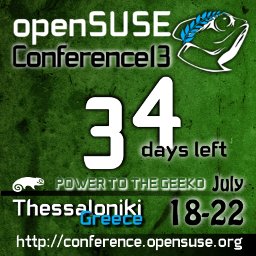 openSUSE
Conference13
34
days left
POWER TO THE GEEKO July
Thessaloniki
Greece 18-22
http://conference.opensuse.org